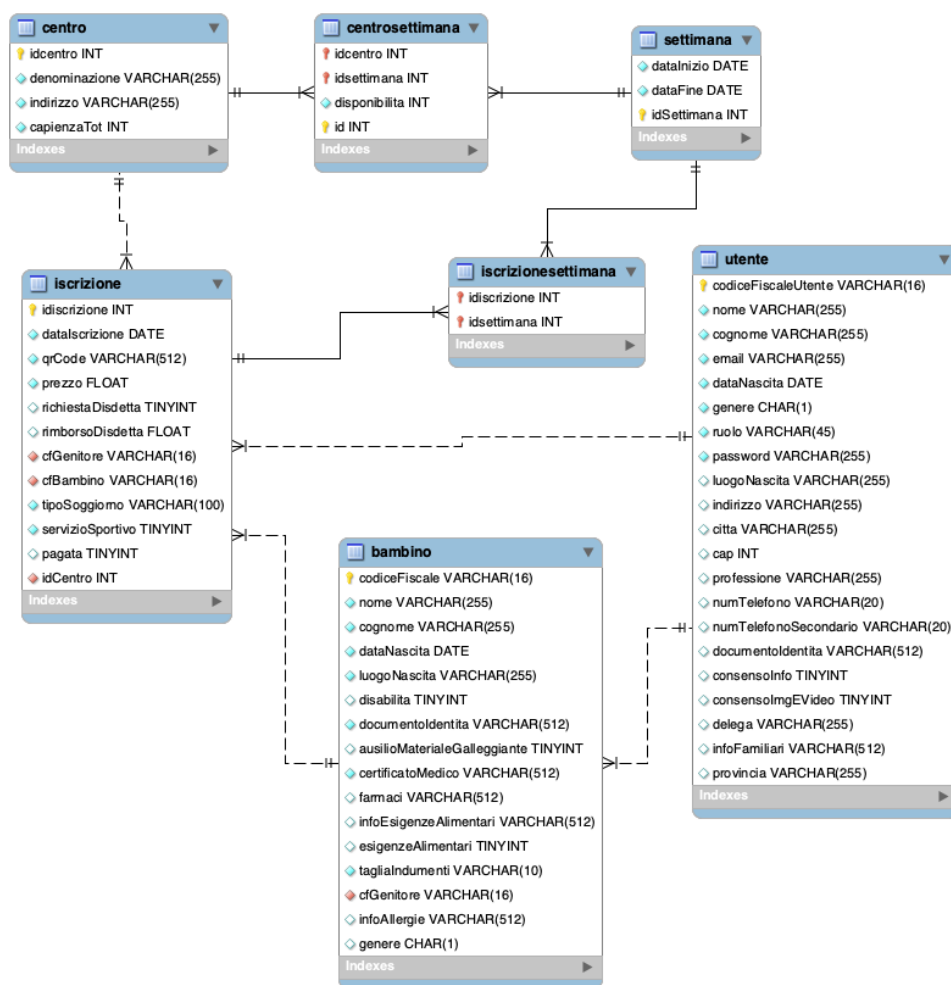 centro
idcentro INT
denominazione VARCHAR(255)
indirizzo VARCHAR(255)
capienzaTot INT
Indexes
centrosettimana
idcentro INT
idsettimana INT
disponibilita INT
id INT
Indexes
settimana
dataInizio DATE
dataFine DATE
idSettimana INT
Indexes
iscrizione
idiscrizione INT
dataIscrizione DATE
qrCode VARCHAR(512)
prezzo FLOAT
richiestaDisdetta TINYINT
rimborsoDisdetta FLOAT
cfGenitore VARCHAR(16)
cfBambino VARCHAR(16)
tipoSoggiorno VARCHAR(100)
servizioSportivo TINYINT
pagata TINYINT
idCentro INT
Indexes
iscrizionesettimana
idiscrizione INT
idsettimana INT
Indexes
utente
codiceFiscaleUtente VARCHAR(16)
nome VARCHAR(255)
cognome VARCHAR(255)
email VARCHAR(255)
dataNascita DATE
genere CHAR(1)
ruolo VARCHAR(45)
password VARCHAR(255)
luogoNascita VARCHAR(255)
indirizzo VARCHAR(255)
citta VARCHAR(255)
cap INT
professione VARCHAR(255)
numTelefono VARCHAR(20)
numTelefonoSecondario VARCHAR(20)
documentoIdentita VARCHAR(512)
consensoInfo TINYINT
consensoImgEVideo TINYINT
delega VARCHAR(255)
infoFamiliari VARCHAR(512)
provincia VARCHAR(255)
Indexes
bambino
codiceFiscale VARCHAR(16)
nome VARCHAR(255)
cognome VARCHAR(255)
dataNascita DATE
luogoNascita VARCHAR(255)
disabilita TINYINT
documentoIdentita VARCHAR(512)
ausilioMaterialeGalleggiante TINYINT
certificatoMedico VARCHAR(512)
farmaci VARCHAR(512)
infoEsigenzeAlimentari VARCHAR(512)
esigenzeAlimentari TINYINT
tagliaIndumenti VARCHAR(10)
cfGenitore VARCHAR(16)
infoAllergie VARCHAR(512)
genere CHAR(1)
Indexes